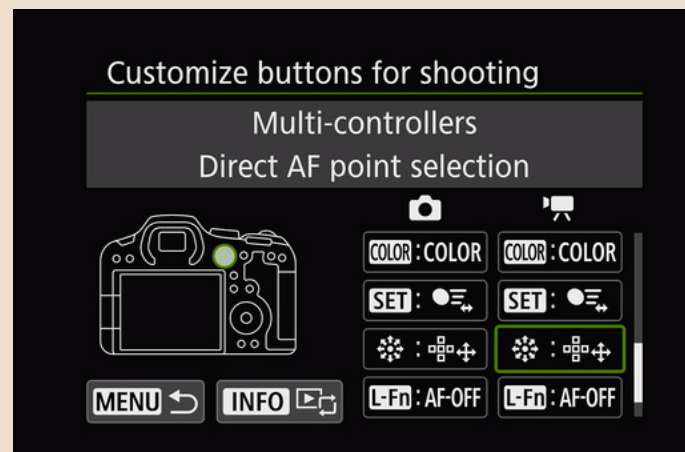 Customize buttons for shooting
Multi-controllers
Direct AF point selection
COLOR : COLOR
COLOR : COLOR
SET :
SET :
:
:
MENU
INFO
L-Fn : AF-OFF
L-Fn : AF-OFF